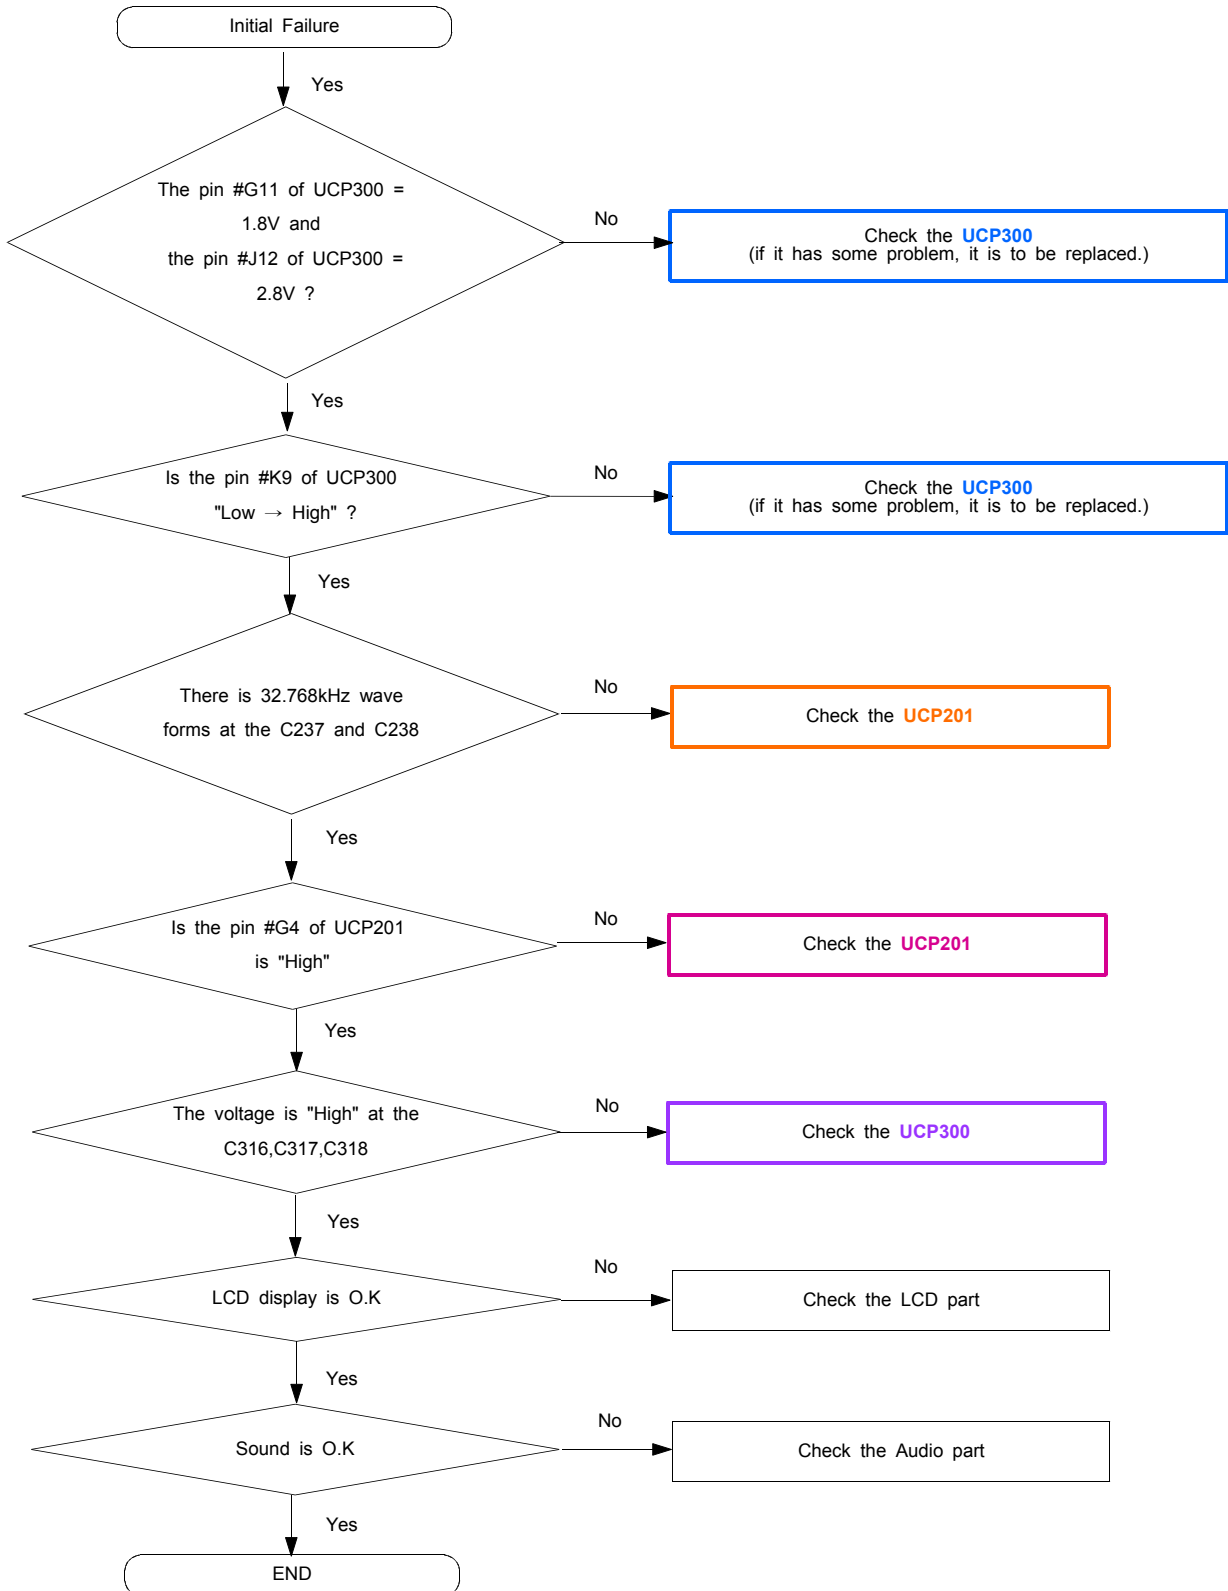 Initial Failure
Yes
The pin #G11 of UCP300 =
1.8V and
the pin #J12 of UCP300 =
2.8V ?
No
Check the UCP300
(if it has some problem, it is to be replaced.)
Yes
Is the pin #K9 of UCP300
"Low → High" ?
No
Check the UCP300
(if it has some problem, it is to be replaced.)
Yes
There is 32.768kHz wave
forms at the C237 and C238
No
Check the UCP201
Yes
Is the pin #G4 of UCP201
is "High"
No
Check the UCP201
Yes
The voltage is "High" at the
C316,C317,C318
No
Check the UCP300
Yes
LCD display is O.K
No
Check the LCD part
Yes
Sound is O.K
No
Check the Audio part
Yes
END